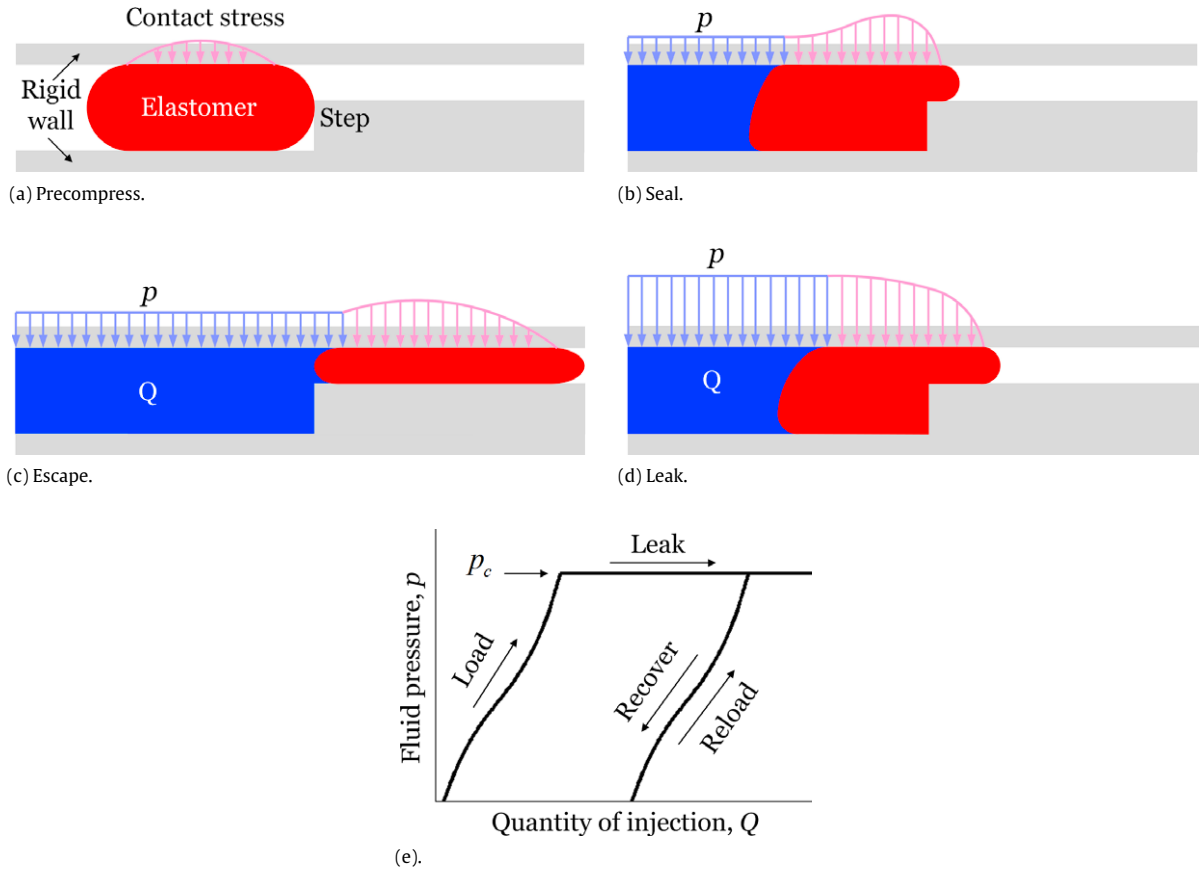 Contact stress
Rigid
wall
Elastomer
Step
(a) Precompress.
p
(b) Seal.
p
Q
(c) Escape.
p
Q
(d) Leak.
Fluid pressure, p
p_c
Leak
Load
Recover
Reload
Quantity of injection, Q
(e).